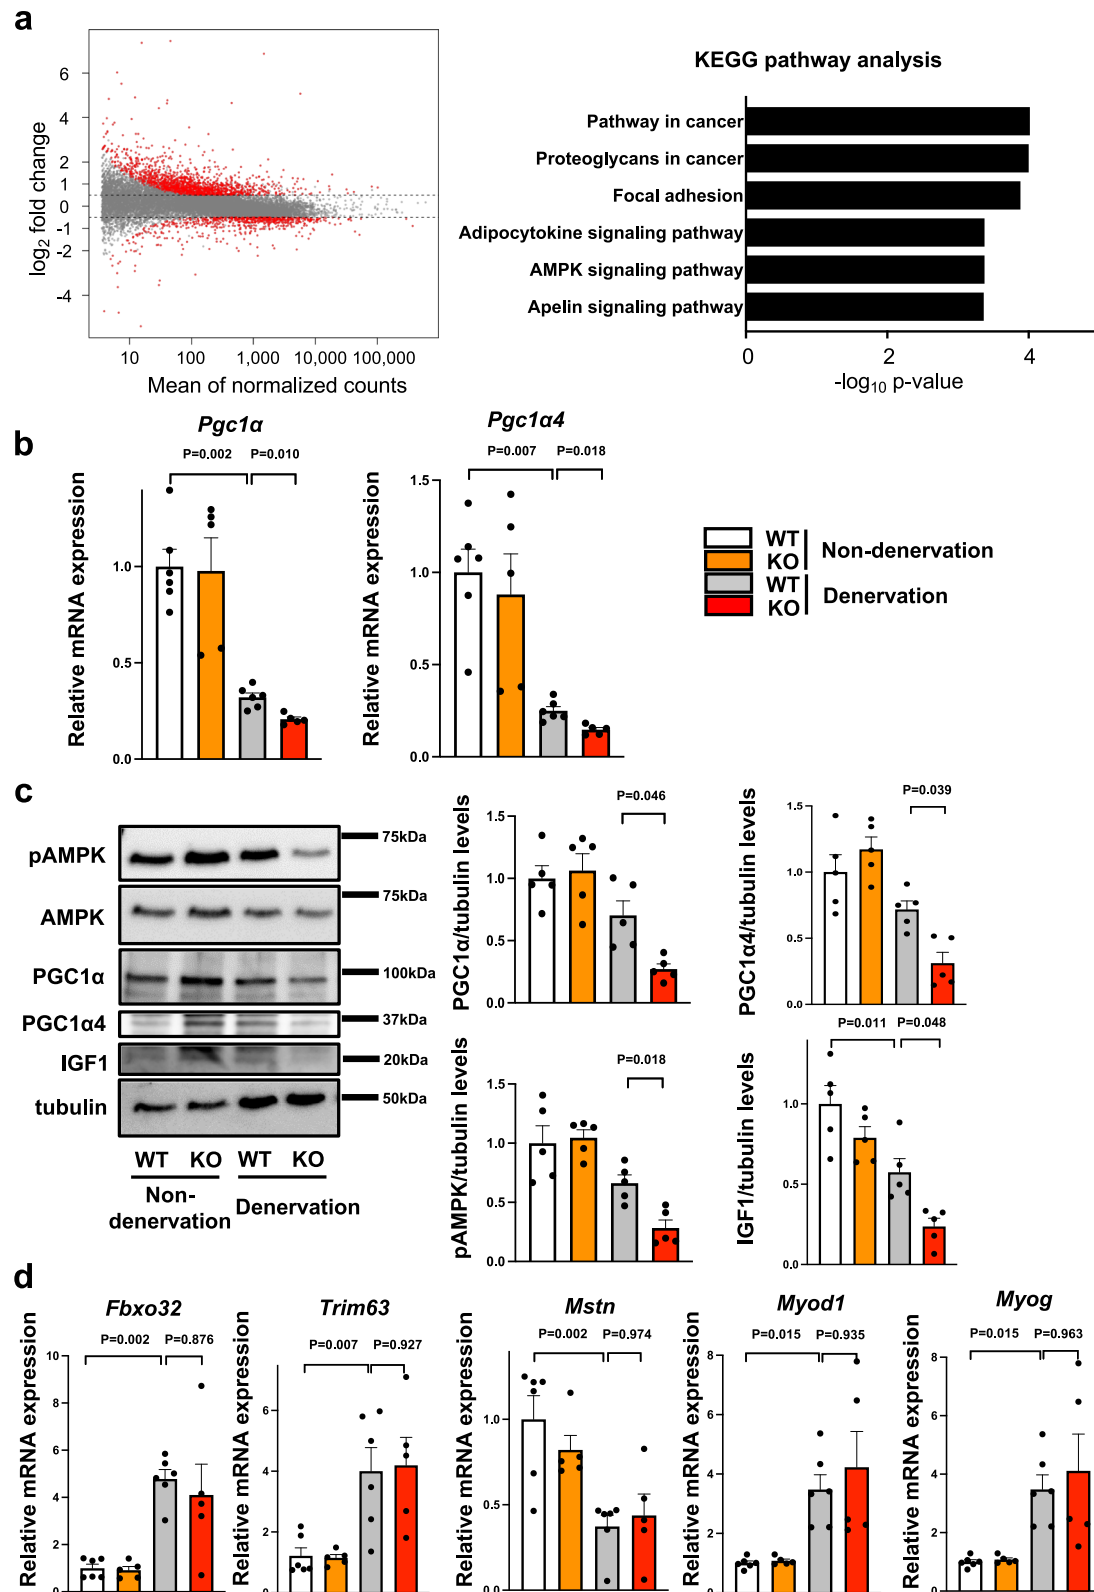 a
6
4
2
1
0
-1
-2
-4
log2 fold change
10 100 1,000 10,000 100,000
Mean of normalized counts
KEGG pathway analysis
Pathway in cancer
Proteoglycans in cancer
Focal adhesion
Adipocytokine signaling pathway
AMPK signaling pathway
Apelin signaling pathway
0 2 4
-log10 p-value
b
Pgc1α
P=0.002 P=0.010
Relative mRNA expression
1.0
0.5
0.0
Pgc1α4
P=0.007 P=0.018
Relative mRNA expression
1.5
1.0
0.5
0.0
WT
KO
Non-denervation
WT
KO
Denervation
c
pAMPK
75kDa
AMPK
75kDa
PGC1α
100kDa
PGC1α4
37kDa
IGF1
20kDa
tubulin
50kDa
WT KO WT KO
Non-
denervation
Denervation
P=0.046
PGC1α/tubulin levels
1.5
1.0
0.5
0.0
P=0.039
PGC1α4/tubulin levels
1.5
1.0
0.5
0.0
P=0.018
pAMPK/tubulin levels
1.5
1.0
0.5
0.0
P=0.011 P=0.048
IGF1/tubulin levels
1.0
0.5
0.0
d
Fbxo32
P=0.002 P=0.876
Relative mRNA expression
10
8
6
4
2
0
Trim63
P=0.007 P=0.927
Relative mRNA expression
6
4
2
0
Mstn
P=0.002 P=0.974
Relative mRNA expression
1.0
0.5
0.0
Myod1
P=0.015 P=0.935
Relative mRNA expression
8
6
4
2
0
Myog
P=0.015 P=0.963
Relative mRNA expression
8
6
4
2
0